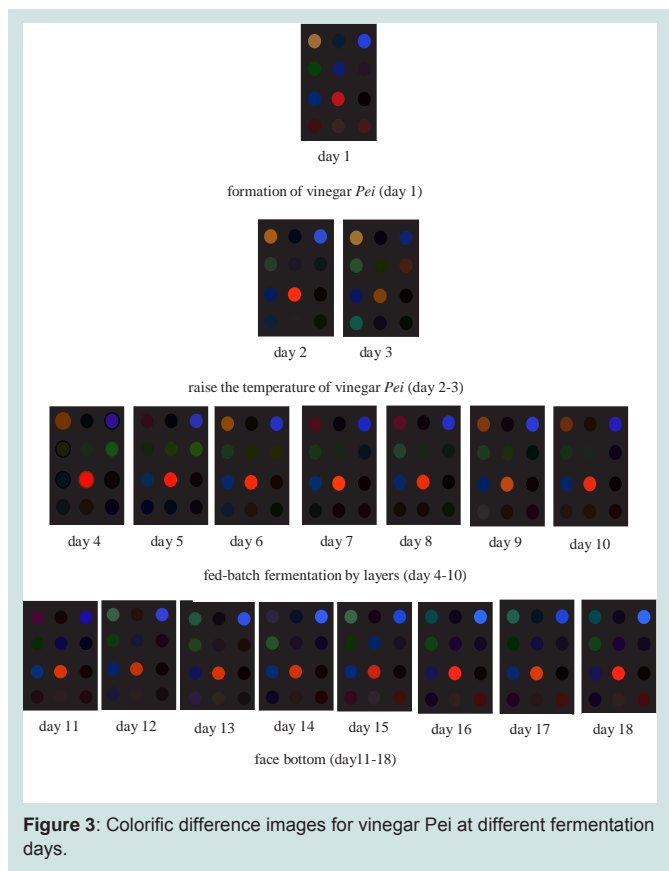 day 1
formation of vinegar Pei (day 1)
day 2 day 3
raise the temperature of vinegar Pei (day 2-3)
day 4 day 5 day 6 day 7 day 8 day 9 day 10
fed-batch fermentation by layers (day 4-10)
day 11 day 12 day 13 day 14 day 15 day 16 day 17 day 18
face bottom (day11-18)
Figure 3: Colorific difference images for vinegar Pei at different fermentation
days.